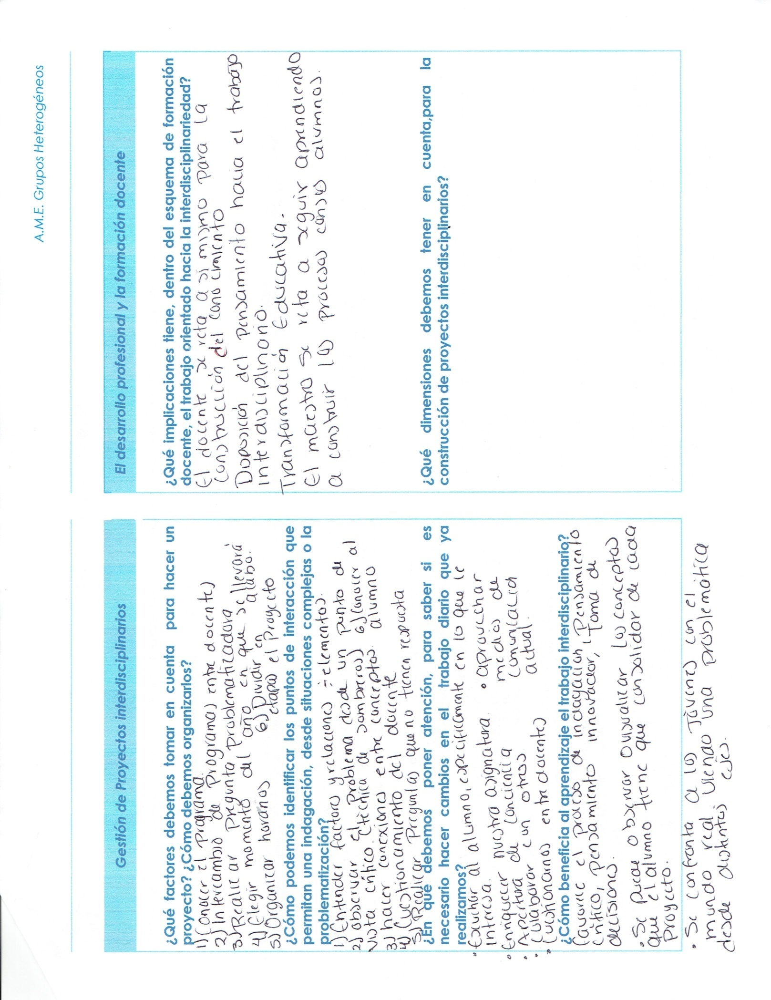 A.M.E. Grupos Heterogéneos
Gestión de Proyectos interdisciplinarios
¿Qué factores debemos tomar en cuenta para hacer un
proyecto? ¿Cómo debemos organizarlos?
1) Conocer el programa.
2) Intercambio de programas entre docentes
3) Realizar pregunta problematizadora
4) Elegir momento del año en que se llevará
a cabo.
5) Organizar horarios
6) Dividir en
etapas el proyecto
¿Cómo podemos identificar los puntos de interacción que
permitan una indagación, desde situaciones complejas o la
problematización?
1) Entender factores y relaciones ÷ elementos.
2) observar el problema desde un punto de
vista crítico. (técnica de sombreros)
3) hacer conexiones entre conceptos.
4) Cuestionamiento del docente
5) Realizar preguntas que no tienen respuesta
6) Conocer al
alumno
¿En qué debemos poner atención, para saber si es
necesario hacer cambios en el trabajo diario que ya
realizamos?
• Escuchar al alumno, específicamente en lo que le
interesa.
• Enriquecer nuestra asignatura.
• Apertura de conciencia
• Colaborar con otros.
• Cuestionarnos entre docentes
• aprovechar
medios de
comunicación
actual.
¿Cómo beneficia al aprendizaje el trabajo interdisciplinario?
favorece el proceso de indagación, Pensamiento
crítico, pensamiento innovador, Toma de
decisiones.
• Se puede observar o visualizar los conceptos
que el alumno tiene que consolidar de cada
proyecto.
• Se confronta a los jóvenes con el
mundo real viendo una problemática
desde distintos ejes.
El desarrollo profesional y la formación docente
¿Qué implicaciones tiene, dentro del esquema de formación
docente, el trabajo orientado hacia la interdisciplinariedad?
El docente se reta a sí mismo para la
construcción del conocimiento
Disposición del pensamiento hacia el trabajo
interdisciplinario.
Transformación Educativa.
El maestro se reta a seguir aprendiendo
a construir los procesos con sus alumnos.
¿Qué dimensiones debemos tener en cuenta,para la
construcción de proyectos interdisciplinarios?